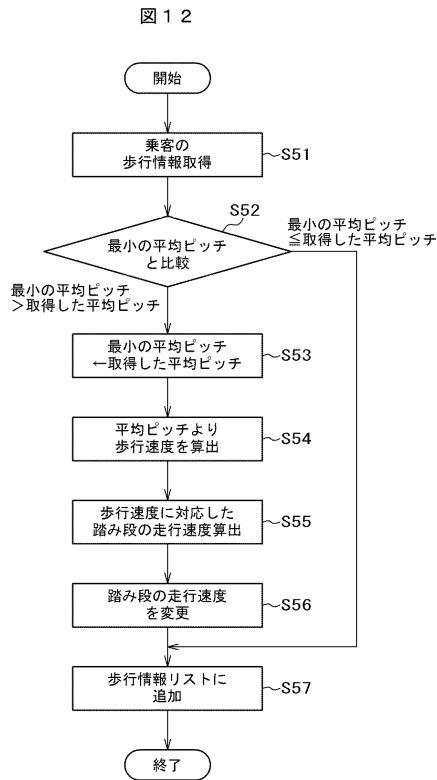 図１２
開始
乗客の
歩行情報取得
S51
S52
最小の平均ピッチ
と比較
最小の平均ピッチ
≦取得した平均ピッチ
最小の平均ピッチ
＞取得した平均ピッチ
最小の平均ピッチ
←取得した平均ピッチ
S53
平均ピッチより
歩行速度を算出
S54
歩行速度に対応した
踏み段の走行速度算出
S55
踏み段の走行速度
を変更
S56
歩行情報リストに
追加
S57
終了